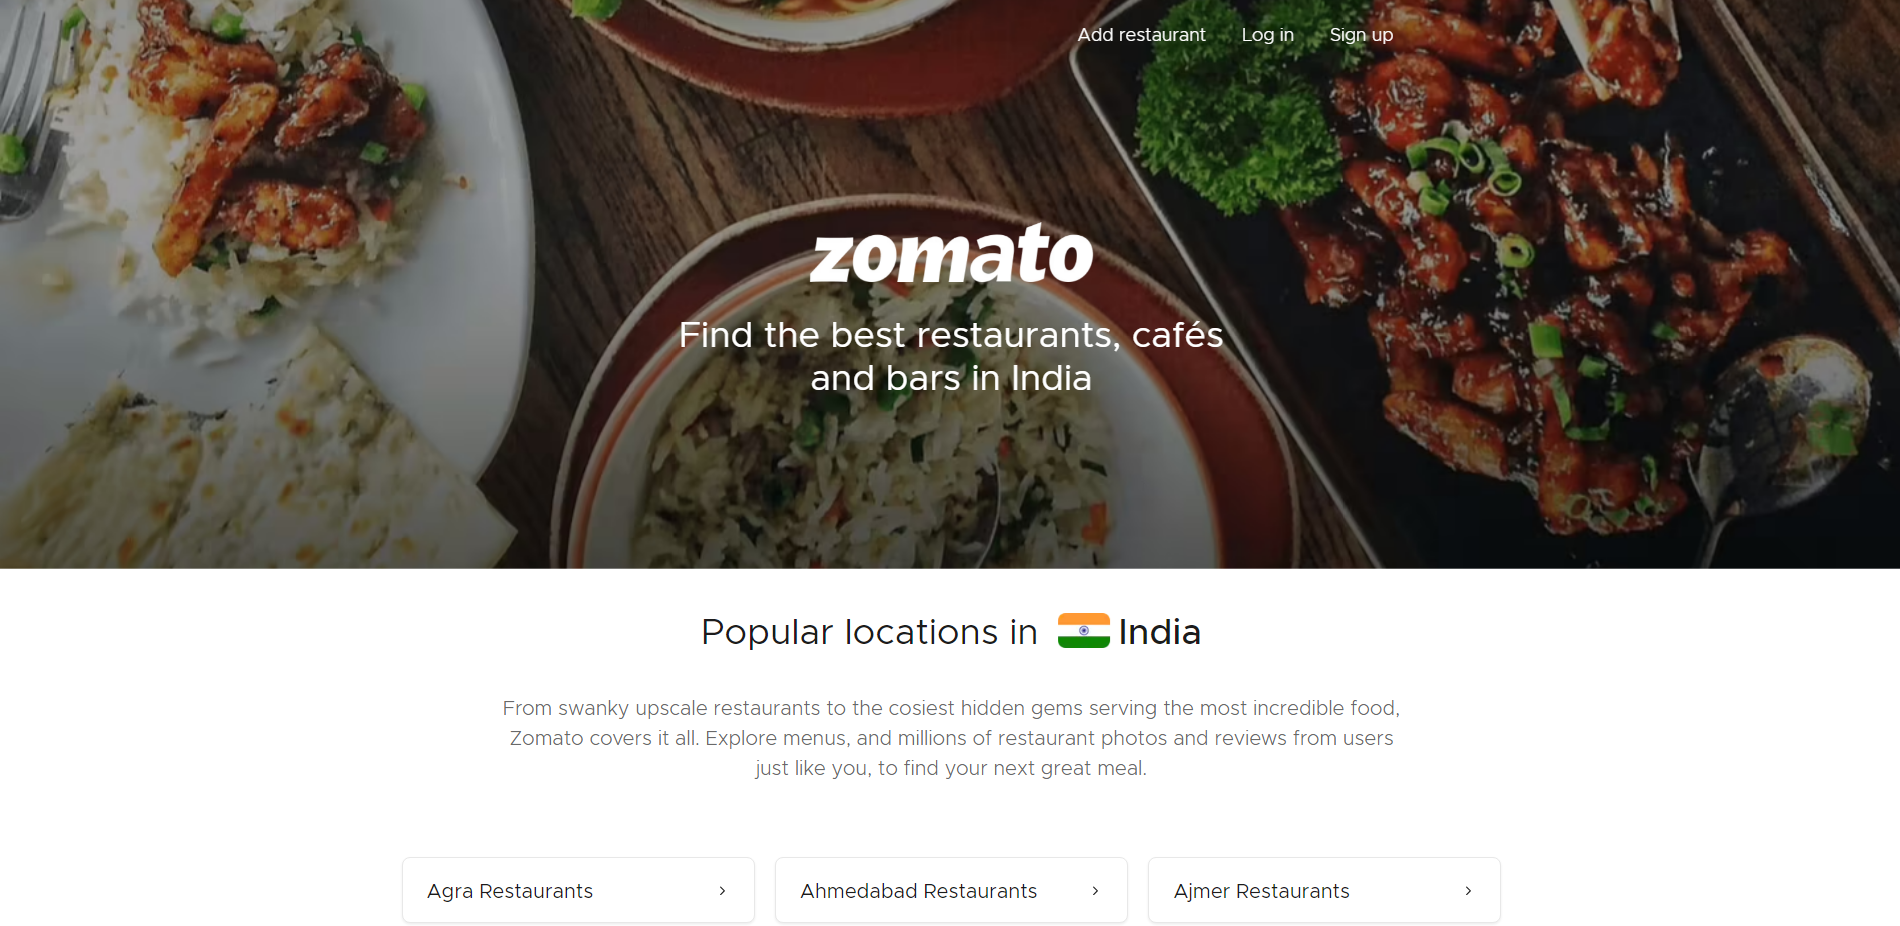 Add restaurant Log in Sign up
zomato
Find the best restaurants, cafés
and bars in India
Popular locations in India
From swanky upscale restaurants to the cosiest hidden gems serving the most incredible food,
Zomato covers it all. Explore menus, and millions of restaurant photos and reviews from users
just like you, to find your next great meal.
Agra Restaurants
Ahmedabad Restaurants
Ajmer Restaurants